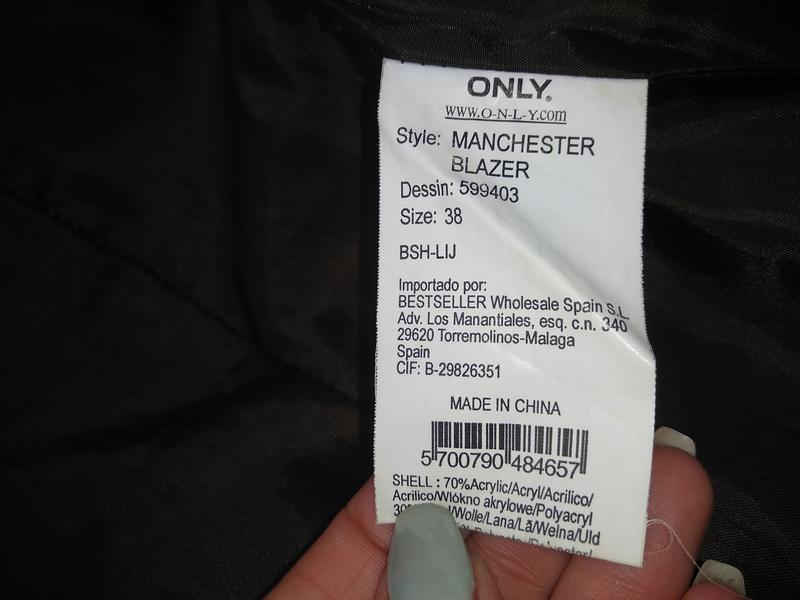 ONLY®
www.O-N-L-Y.com
Style: MANCHESTER
BLAZER
Dessin: 599403
Size: 38
BSH-LIJ
Importado por:
BESTSELLER Wholesale Spain S.L.
Adv. Los Manantiales, esq. c.n. 340
29620 Torremolinos-Malaga
Spain
CIF: B-29826351
MADE IN CHINA
5 700790 484657
SHELL : 70%Acrylic/Acryl/Acrilico/
Acrilico/Wlókno akrylowe/Polyacryl
/Wolle/Lana/Lã/Wełna/Uld